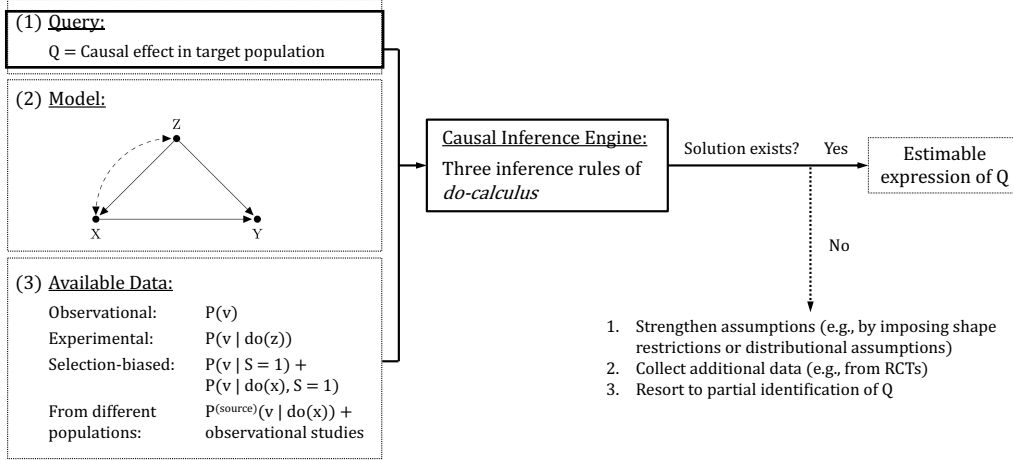 (1) Query:
Q = Causal effect in target population
(2) Model:
Z
X
Y
(3) Available Data:
Observational: P(v)
Experimental: P(v | do(z))
Selection-biased: P(v | S = 1) +
P(v | do(x), S = 1)
From different P(source)(v | do(x)) +
populations: observational studies
Causal Inference Engine:
Three inference rules of
do-calculus
Solution exists? Yes
Estimable
expression of Q
No
1. Strengthen assumptions (e.g., by imposing shape
restrictions or distributional assumptions)
2. Collect additional data (e.g., from RCTs)
3. Resort to partial identification of Q